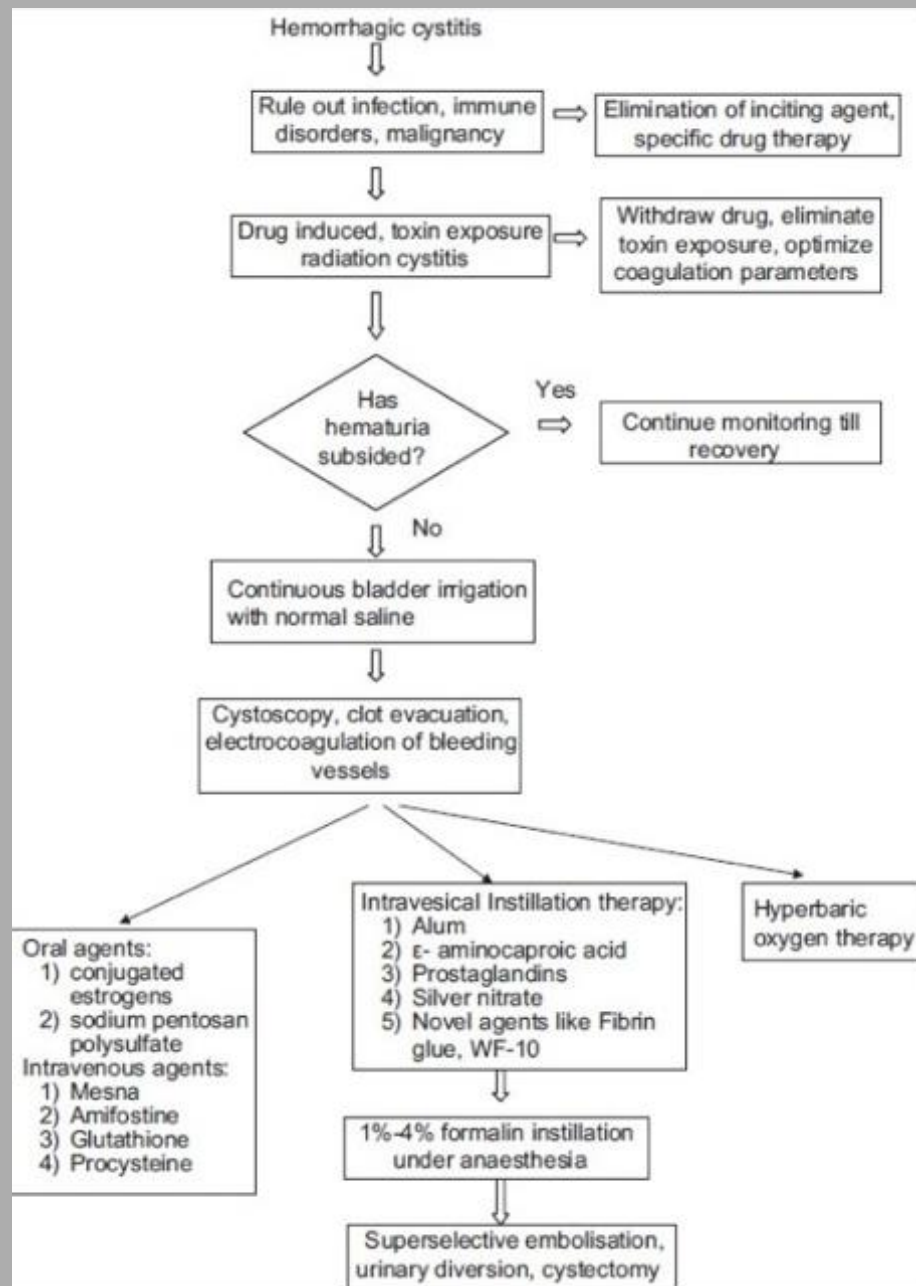 Hemorrhagic cystitis
Rule out infection, immune
disorders, malignancy
Elimination of inciting agent,
specific drug therapy
Drug induced, toxin exposure
radiation cystitis
Withdraw drug, eliminate
toxin exposure, optimize
coagulation parameters
Has
hematuria
subsided?
Yes
Continue monitoring till
recovery
No
Continuous bladder irrigation
with normal saline
Cystoscopy, clot evacuation,
electrocoagulation of bleeding
vessels
Oral agents:
1) conjugated
estrogens
2) sodium pentosan
polysulfate
Intravenous agents:
1) Mesna
2) Amifostine
3) Glutathione
4) Procysteine
Intravesical Instillation therapy:
1) Alum
2) ε- aminocaproic acid
3) Prostaglandins
4) Silver nitrate
5) Novel agents like Fibrin
glue, WF-10
Hyperbaric
oxygen therapy
1%-4% formalin instillation
under anaesthesia
Superselective embolisation,
urinary diversion, cystectomy